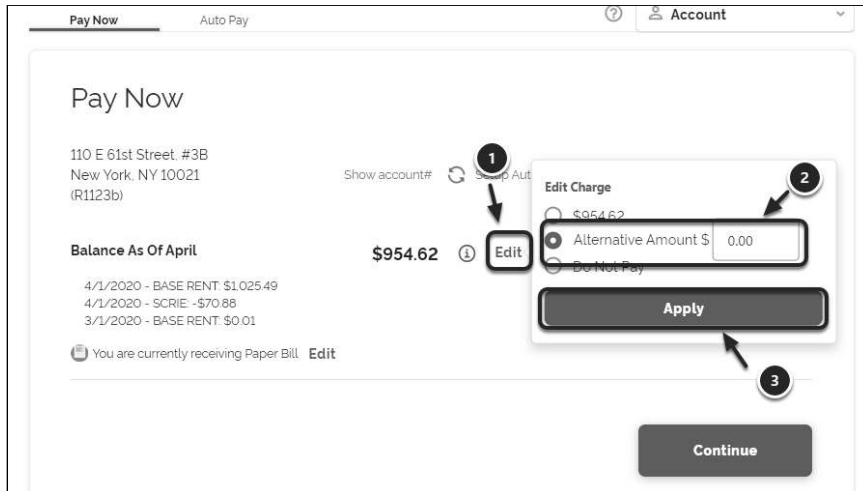 Pay Now
Auto Pay
Account
Pay Now
110 E 61st Street, #3B
New York, NY 10021
(R1123b)
Show account#
Aut
1
2
Edit Charge
$954.62
Alternative Amount $ 0.00
Do Not Pay
Apply
Balance As Of April
$954.62
Edit
4/1/2020 - BASE RENT: $1,025.49
4/1/2020 - SCRIE: -$70.88
3/1/2020 - BASE RENT: $0.01
You are currently receiving Paper Bill Edit
3
Continue